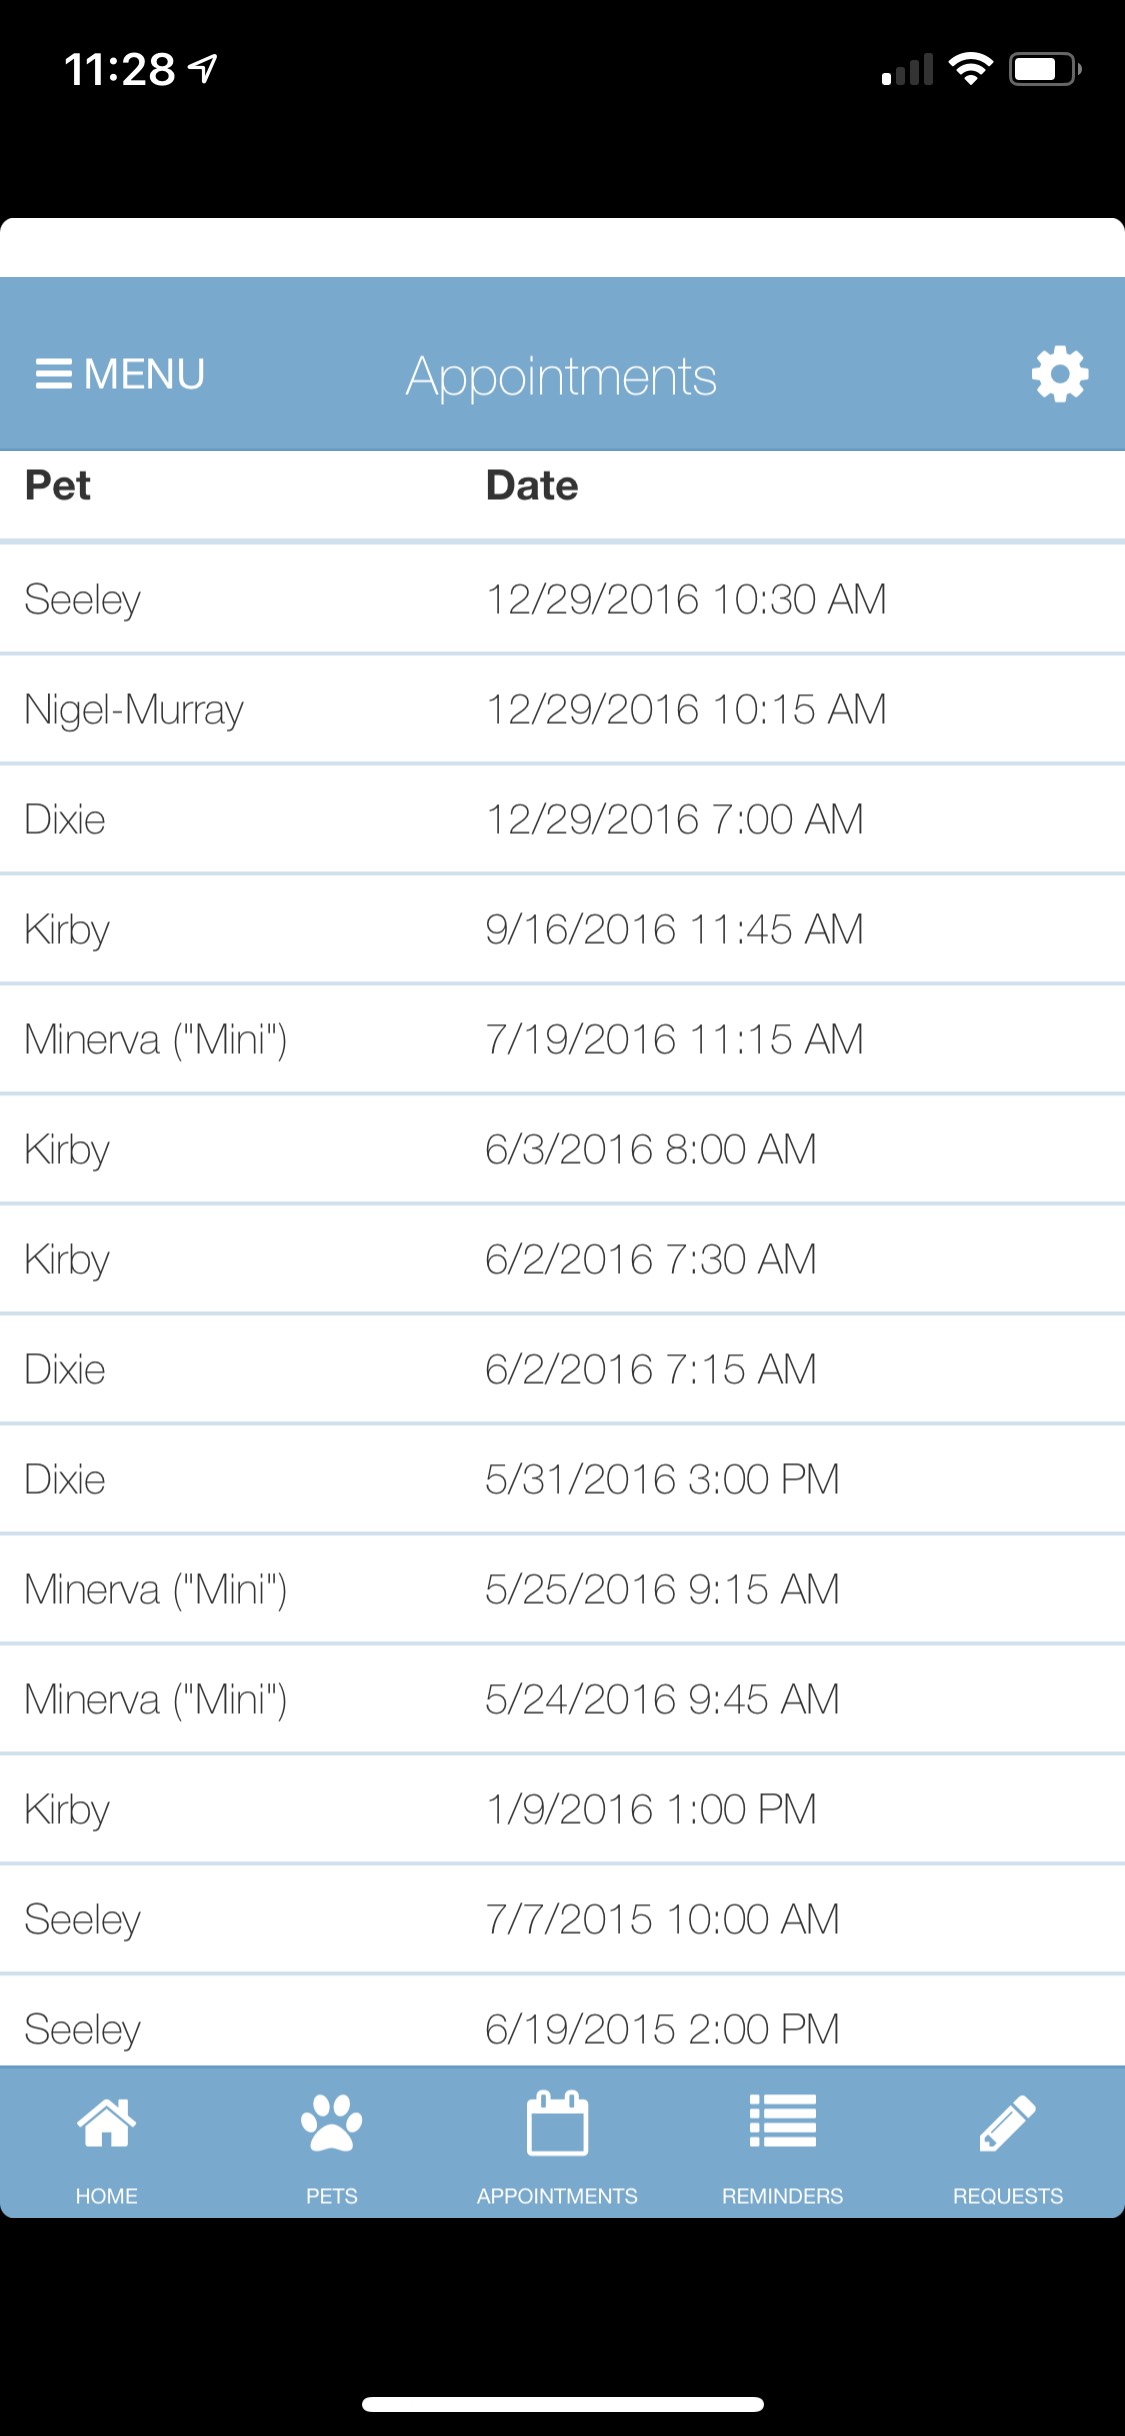 11:28
MENU Appointments
Pet Date
Seeley 12/29/2016 10:30 AM
Nigel-Murray 12/29/2016 10:15 AM
Dixie 12/29/2016 7:00 AM
Kirby 9/16/2016 11:45 AM
Minerva ("Mini") 7/19/2016 11:15 AM
Kirby 6/3/2016 8:00 AM
Kirby 6/2/2016 7:30 AM
Dixie 6/2/2016 7:15 AM
Dixie 5/31/2016 3:00 PM
Minerva ("Mini") 5/25/2016 9:15 AM
Minerva ("Mini") 5/24/2016 9:45 AM
Kirby 1/9/2016 1:00 PM
Seeley 7/7/2015 10:00 AM
Seeley 6/19/2015 2:00 PM
HOME PETS APPOINTMENTS REMINDERS REQUESTS